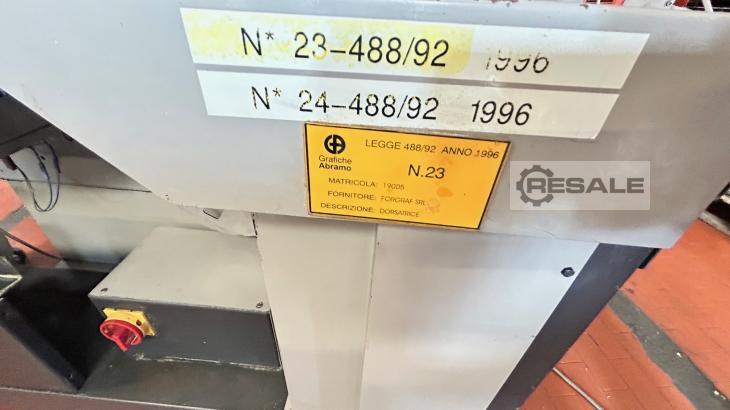 N* 23-488/92 1996
N* 24-488/92 1996
LEGGE 488/92 ANNO 1996
Grafiche
Abramo
N.23
MATRICOLA: 19005
FORNITORE: FORGRAF SRL
DESCRIZIONE: DORSATRICE
RESALE